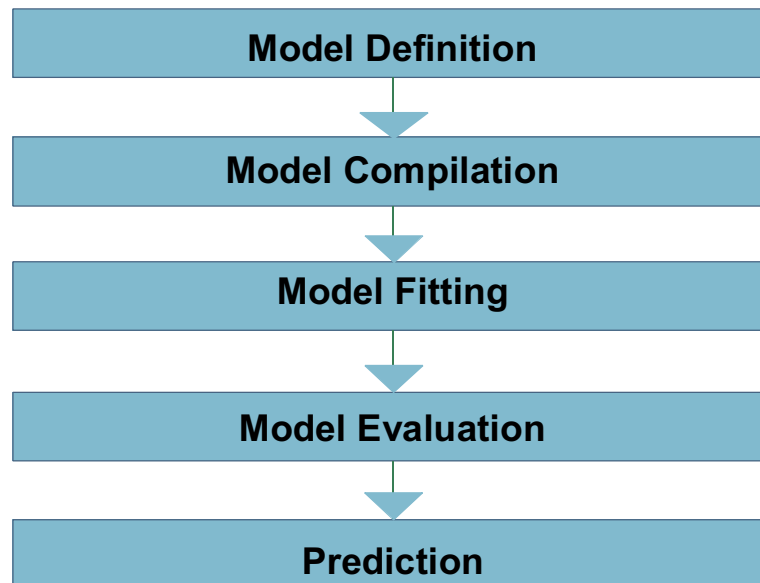 Model Definition
Model Compilation
Model Fitting
Model Evaluation
Prediction